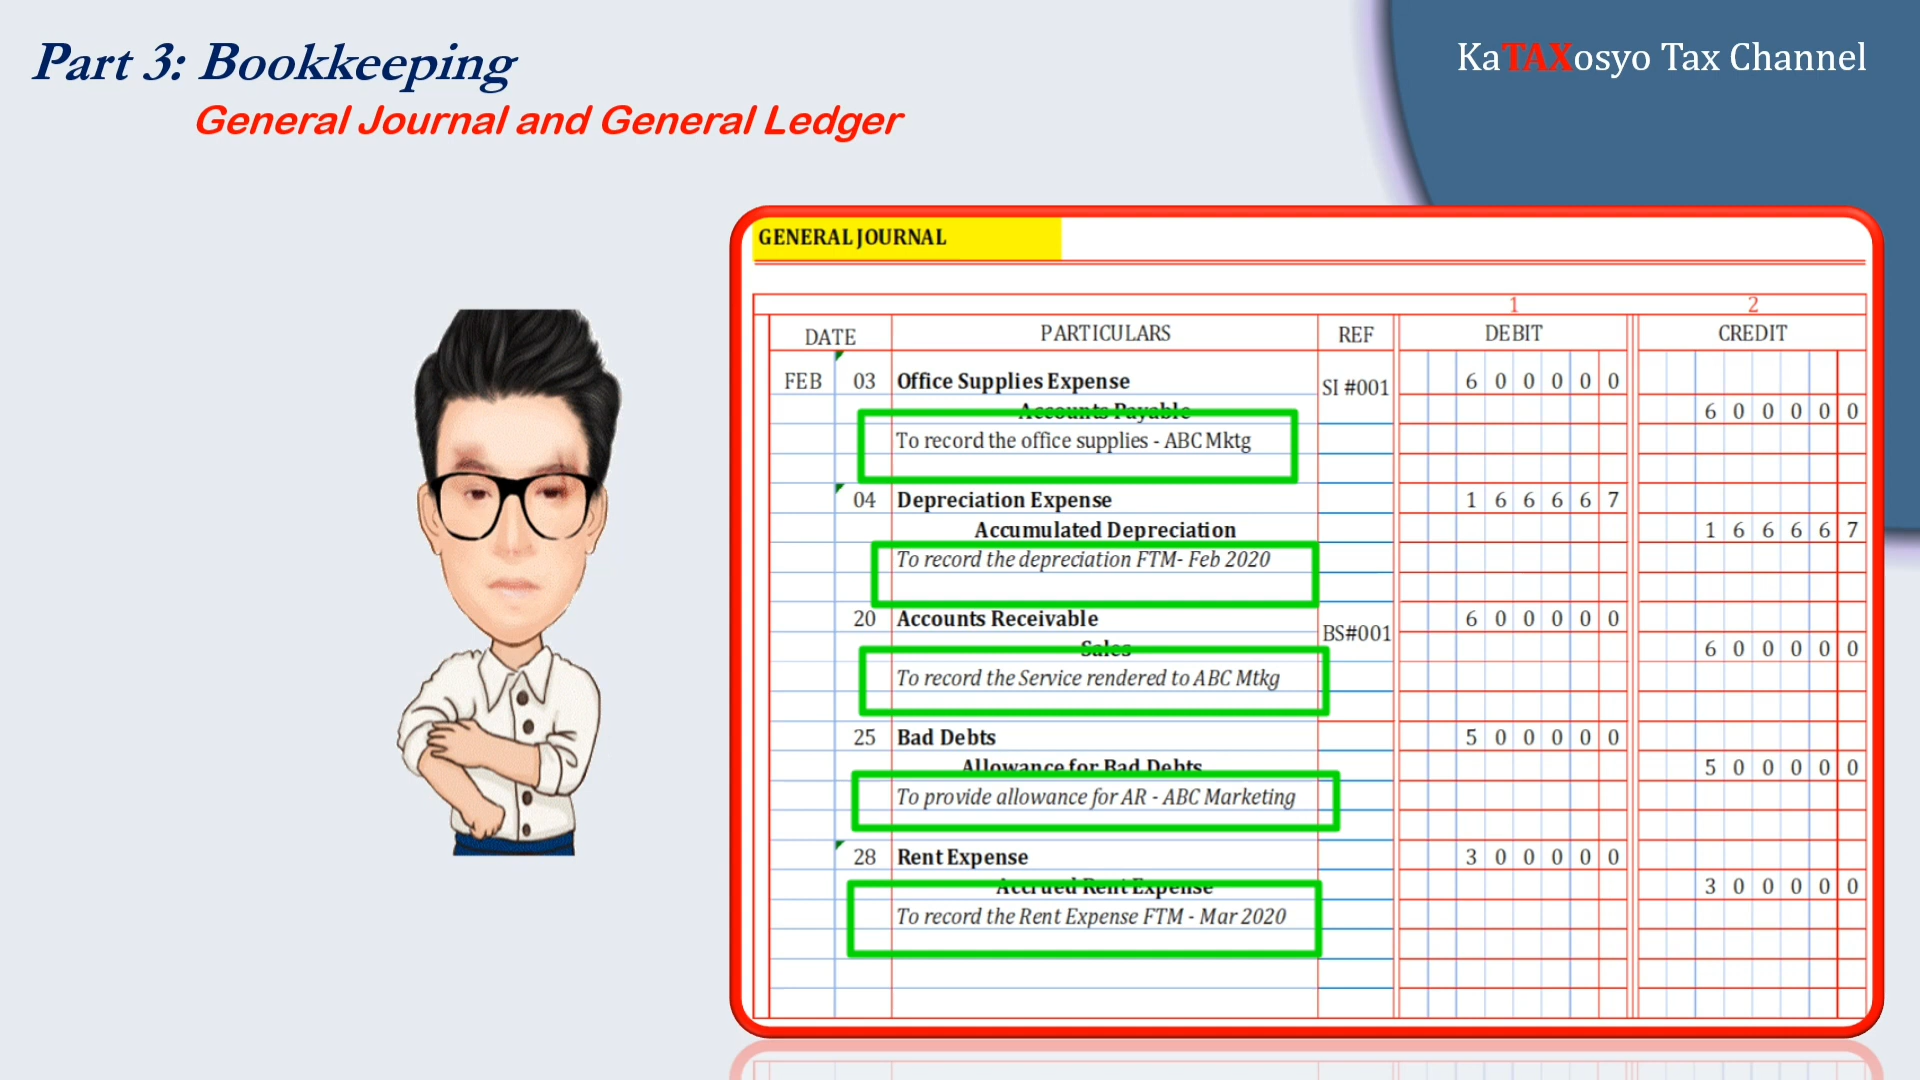 Part 3: Bookkeeping
General Journal and General Ledger
KaTAXosyo Tax Channel
GENERAL JOURNAL
1 2
DATE PARTICULARS REF DEBIT CREDIT
FEB 03 Office Supplies Expense SI #001 6 0 0 0 0 0
Accounts Payable 6 0 0 0 0 0
To record the office supplies - ABC Mktg
04 Depreciation Expense 1 6 6 6 6 7
Accumulated Depreciation 1 6 6 6 6 7
To record the depreciation FTM- Feb 2020
20 Accounts Receivable BS#001 6 0 0 0 0 0
Sales 6 0 0 0 0 0
To record the Service rendered to ABC Mtkg
25 Bad Debts 5 0 0 0 0 0
Allowance for Bad Debts 5 0 0 0 0 0
To provide allowance for AR - ABC Marketing
28 Rent Expense 3 0 0 0 0 0
Accrued Rent Expense 3 0 0 0 0 0
To record the Rent Expense FTM - Mar 2020